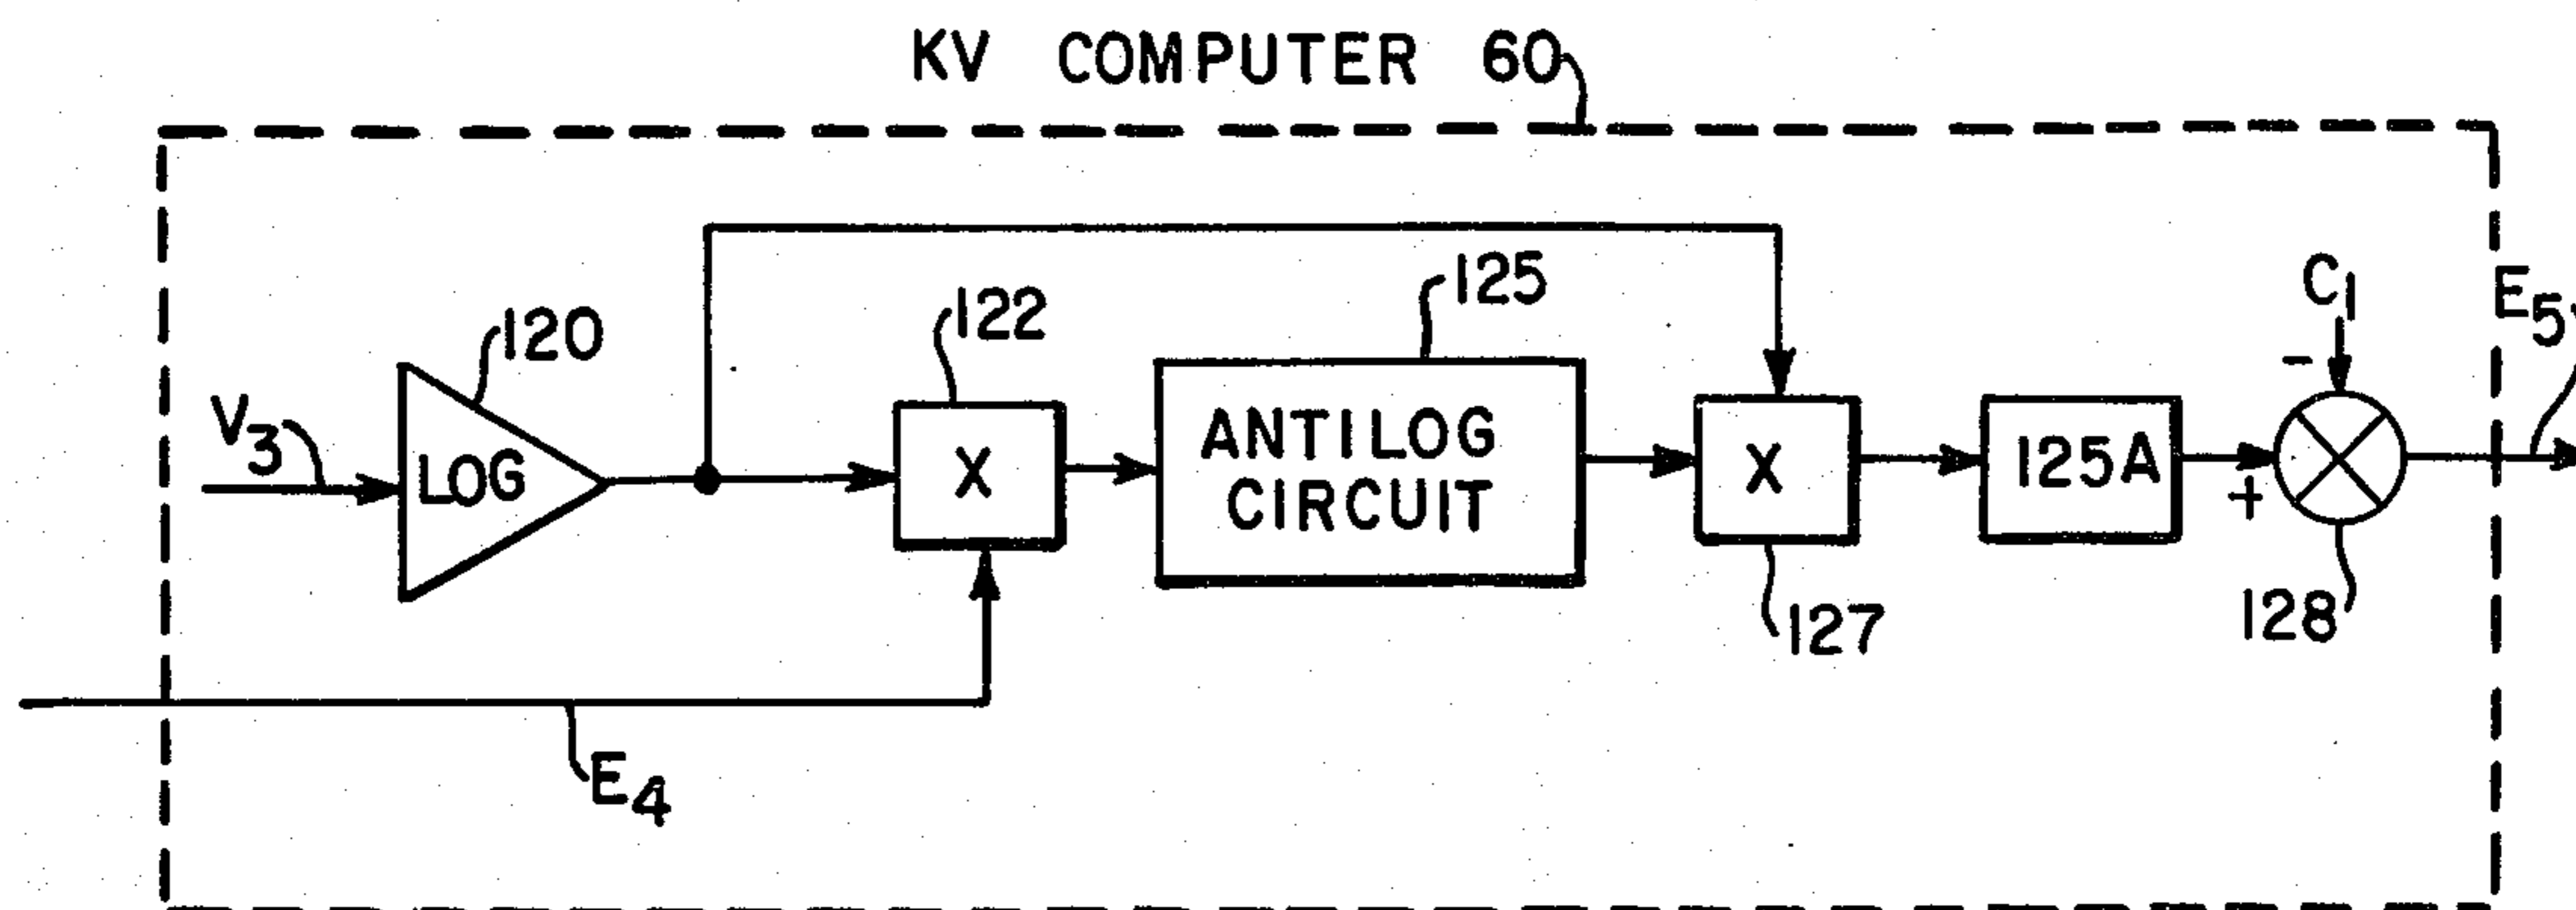 KV COMPUTER 60
C1
E5
125
122
120
V3
LOG
X
ANTILOG
CIRCUIT
X
125A
-
+
127
128
E4